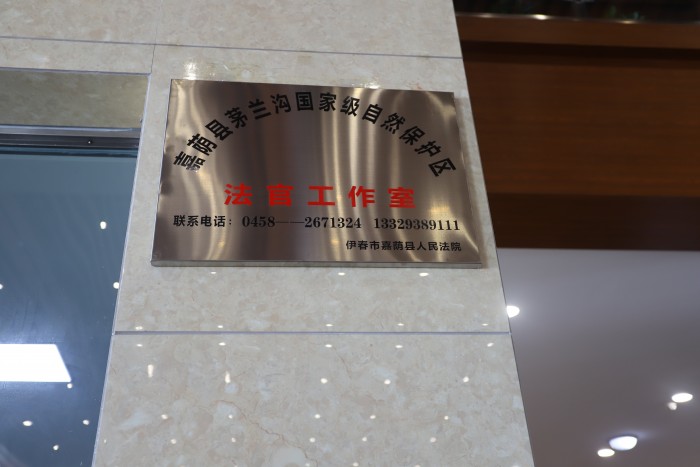 嘉荫县茅兰沟国家级自然保护区
法官工作室
联系电话：0458——2671324 13329389111
伊春市嘉荫县人民法院